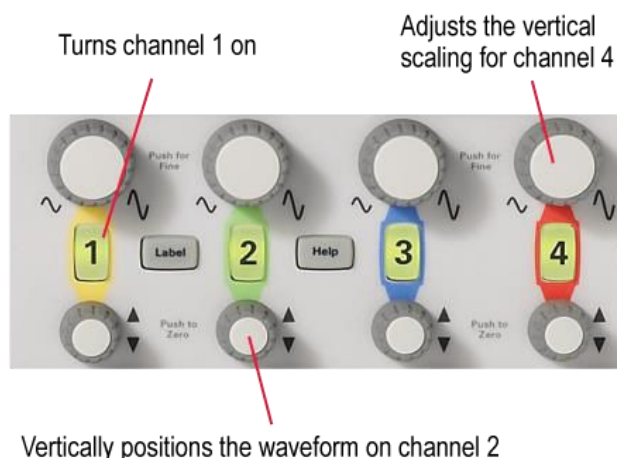 Turns channel 1 on
Adjusts the vertical
scaling for channel 4
Push for
Fine
Push for
Fine
1
Label
2
Help
3
4
Push to
Zero
Push to
Zero
Vertically positions the waveform on channel 2